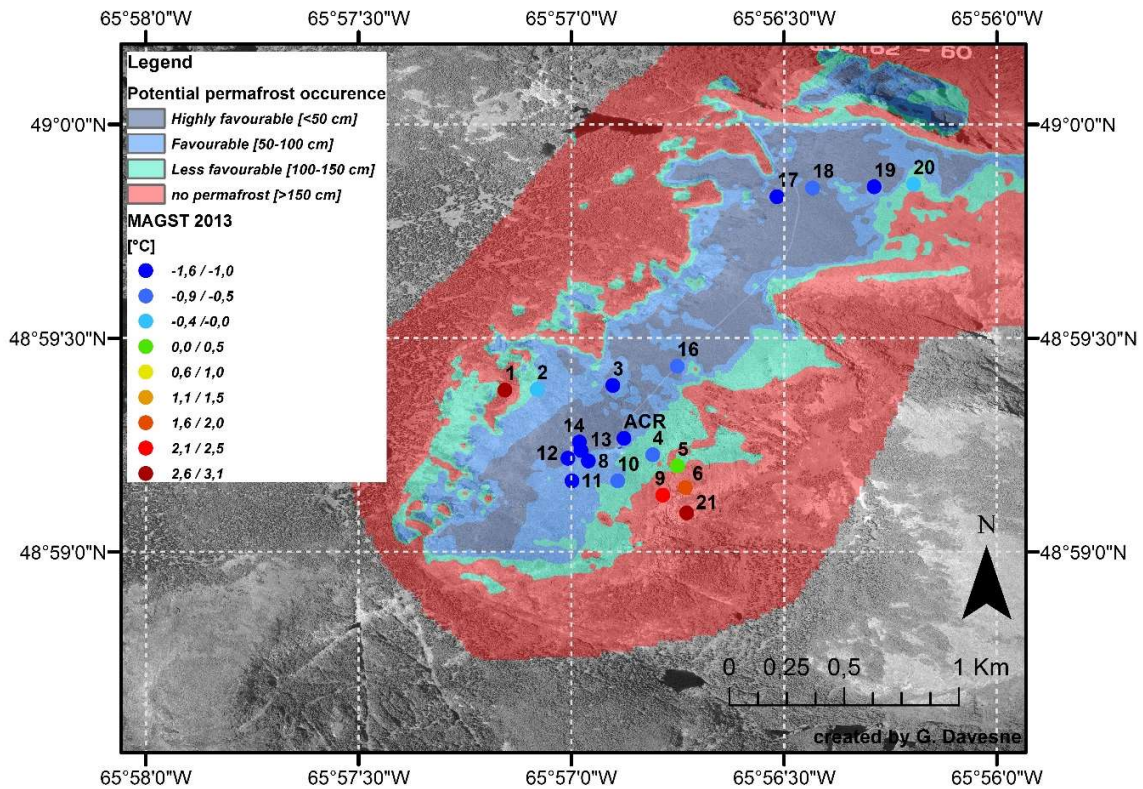 65°58'0"W 65°57'30"W 65°57'0"W 65°56'30"W 65°56'0"W
- 60
Legend
Potential permafrost occurence
Highly favourable [<50 cm]
Favourable [50-100 cm]
Less favourable [100-150 cm]
no permafrost [>150 cm]
MAGST 2013
[°C]
-1,6 / -1,0
-0,9 / -0,5
-0,4 /-0,0
0,0 / 0,5
0,6 / 1,0
1,1 / 1,5
1,6 / 2,0
2,1 / 2,5
2,6 / 3,1
49°0'0"N 49°0'0"N
17 18 19 20
48°59'30"N 48°59'30"N
16
1 2 3
ACR
14 13 4 5
12 8 10 6
11 9 21
48°59'0"N 48°59'0"N
N
0 0,25 0,5 1 Km
created by G. Davesne
65°58'0"W 65°57'30"W 65°57'0"W 65°56'30"W 65°56'0"W